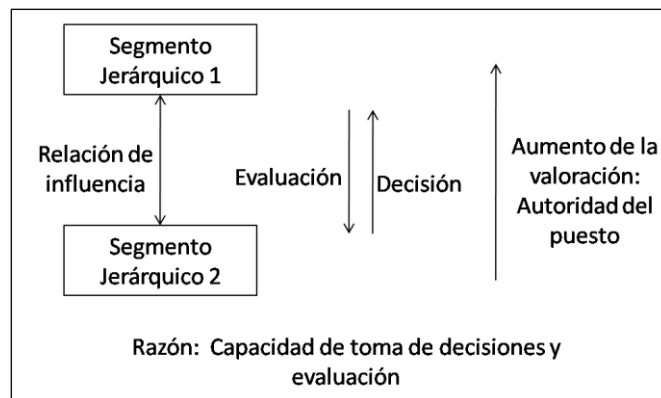 Segmento
Jerárquico 1
Relación de
influencia
Evaluación
Decisión
Aumento de la
valoración:
Autoridad del
puesto
Segmento
Jerárquico 2
Razón: Capacidad de toma de decisiones y
evaluación